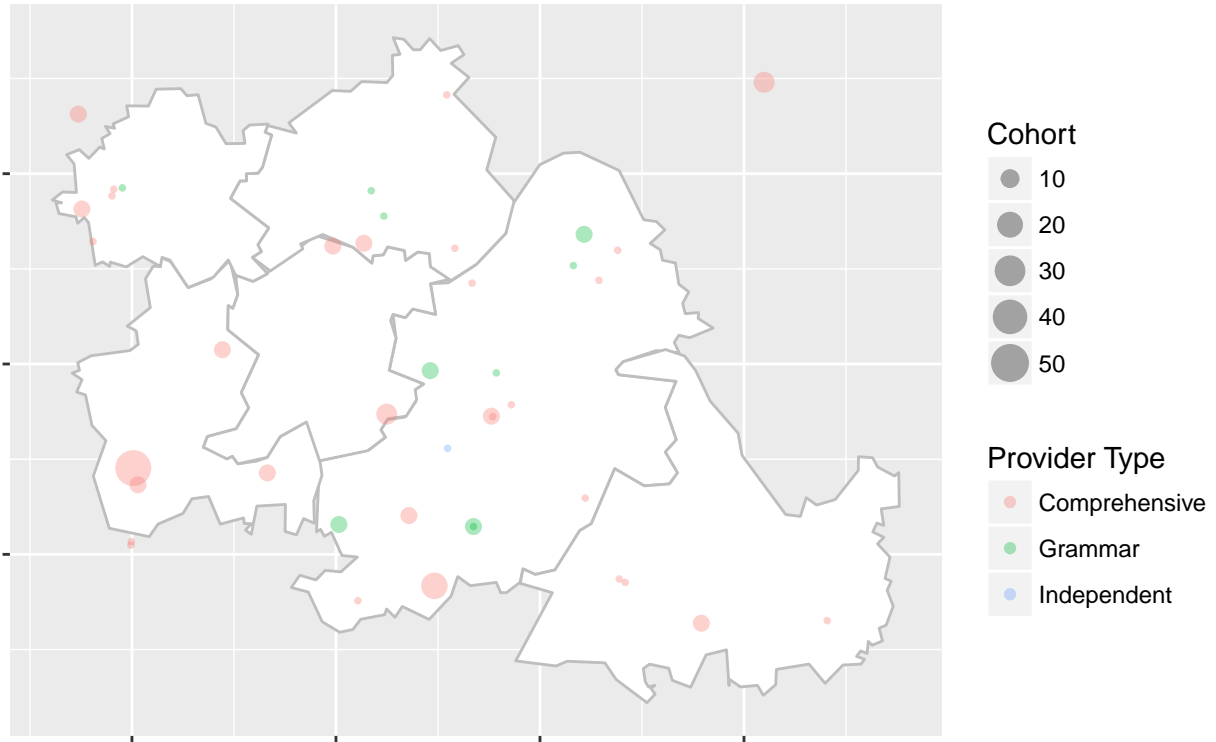 Cohort
10
20
30
40
50
Provider Type
Comprehensive
Grammar
Independent